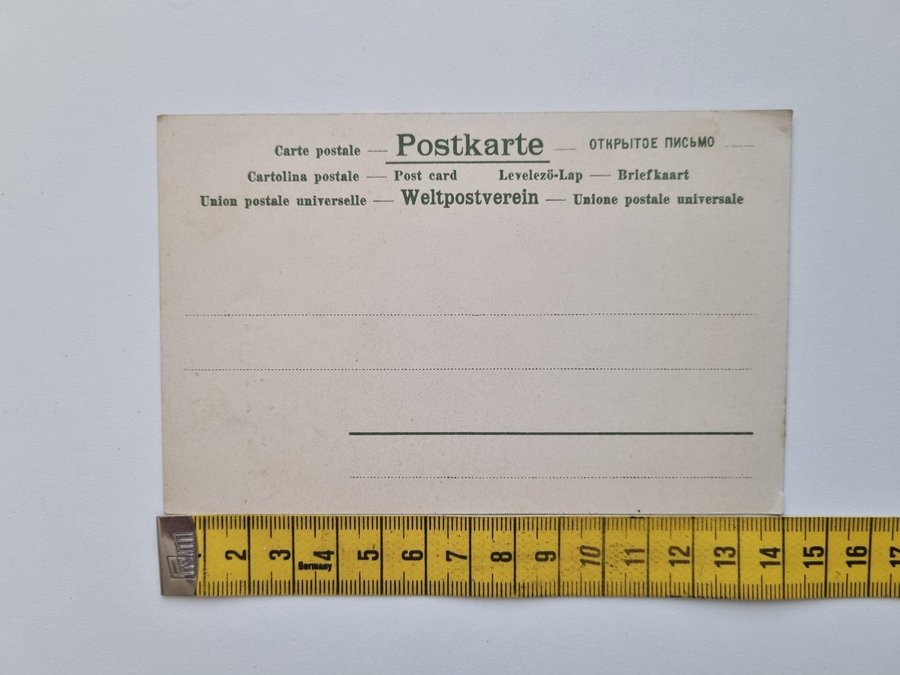 Carte postale — Postkarte — ОТКРЫТОЕ ПИСЬМО
Cartolina postale — Post card Levelezö-Lap — Briefkaart
Union postale universelle — Weltpostverein — Unione postale universale
2 3 4 5 6 7 8 9 10 11 12 13 14 15 16 17
Germany